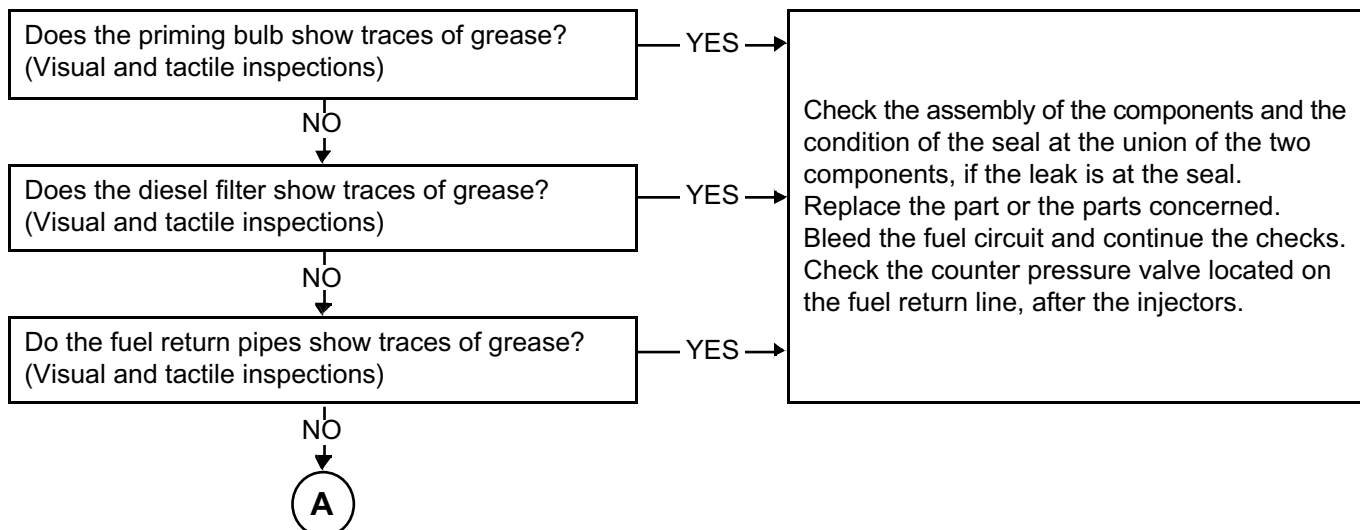 Does the priming bulb show traces of grease?
(Visual and tactile inspections)
YES
NO
Does the diesel filter show traces of grease?
(Visual and tactile inspections)
YES
NO
Do the fuel return pipes show traces of grease?
(Visual and tactile inspections)
YES
NO
A
Check the assembly of the components and the
condition of the seal at the union of the two
components, if the leak is at the seal.
Replace the part or the parts concerned.
Bleed the fuel circuit and continue the checks.
Check the counter pressure valve located on
the fuel return line, after the injectors.